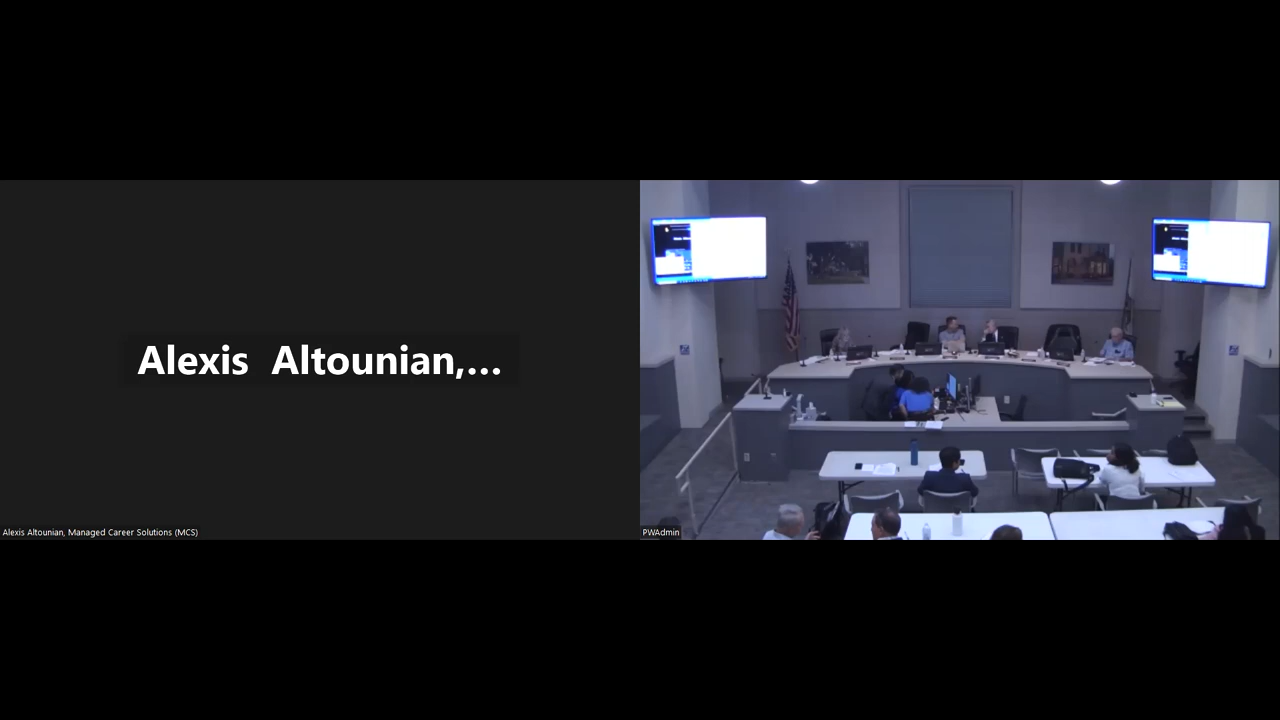 Alexis Altounian,...
Alexis Altounian, Managed Career Solutions (MCS)
PWAdmin